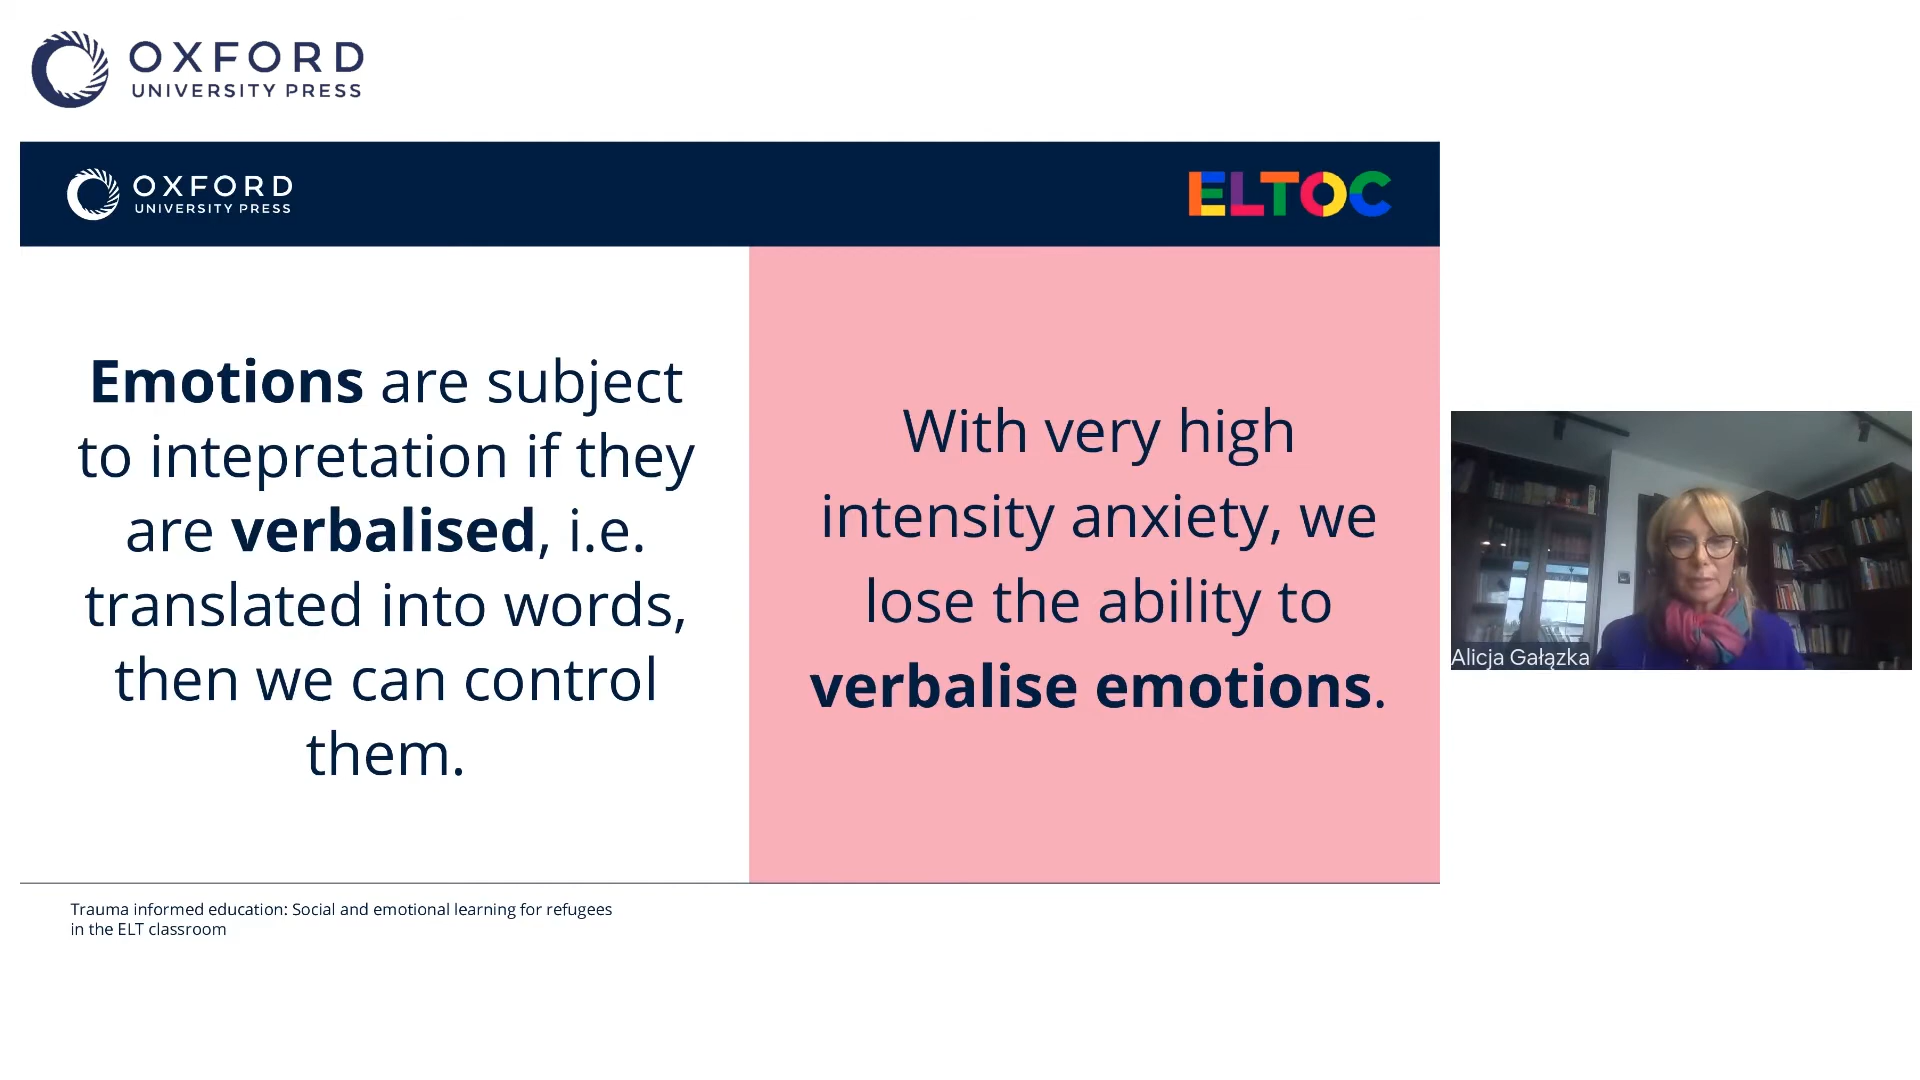 OXFORD
UNIVERSITY PRESS
OXFORD
UNIVERSITY PRESS
ELTOC
Emotions are subject
to intepretation if they
are verbalised, i.e.
translated into words,
then we can control
them.
With very high
intensity anxiety, we
lose the ability to
verbalise emotions.
Alicja Gałązka
Trauma informed education: Social and emotional learning for refugees
in the ELT classroom